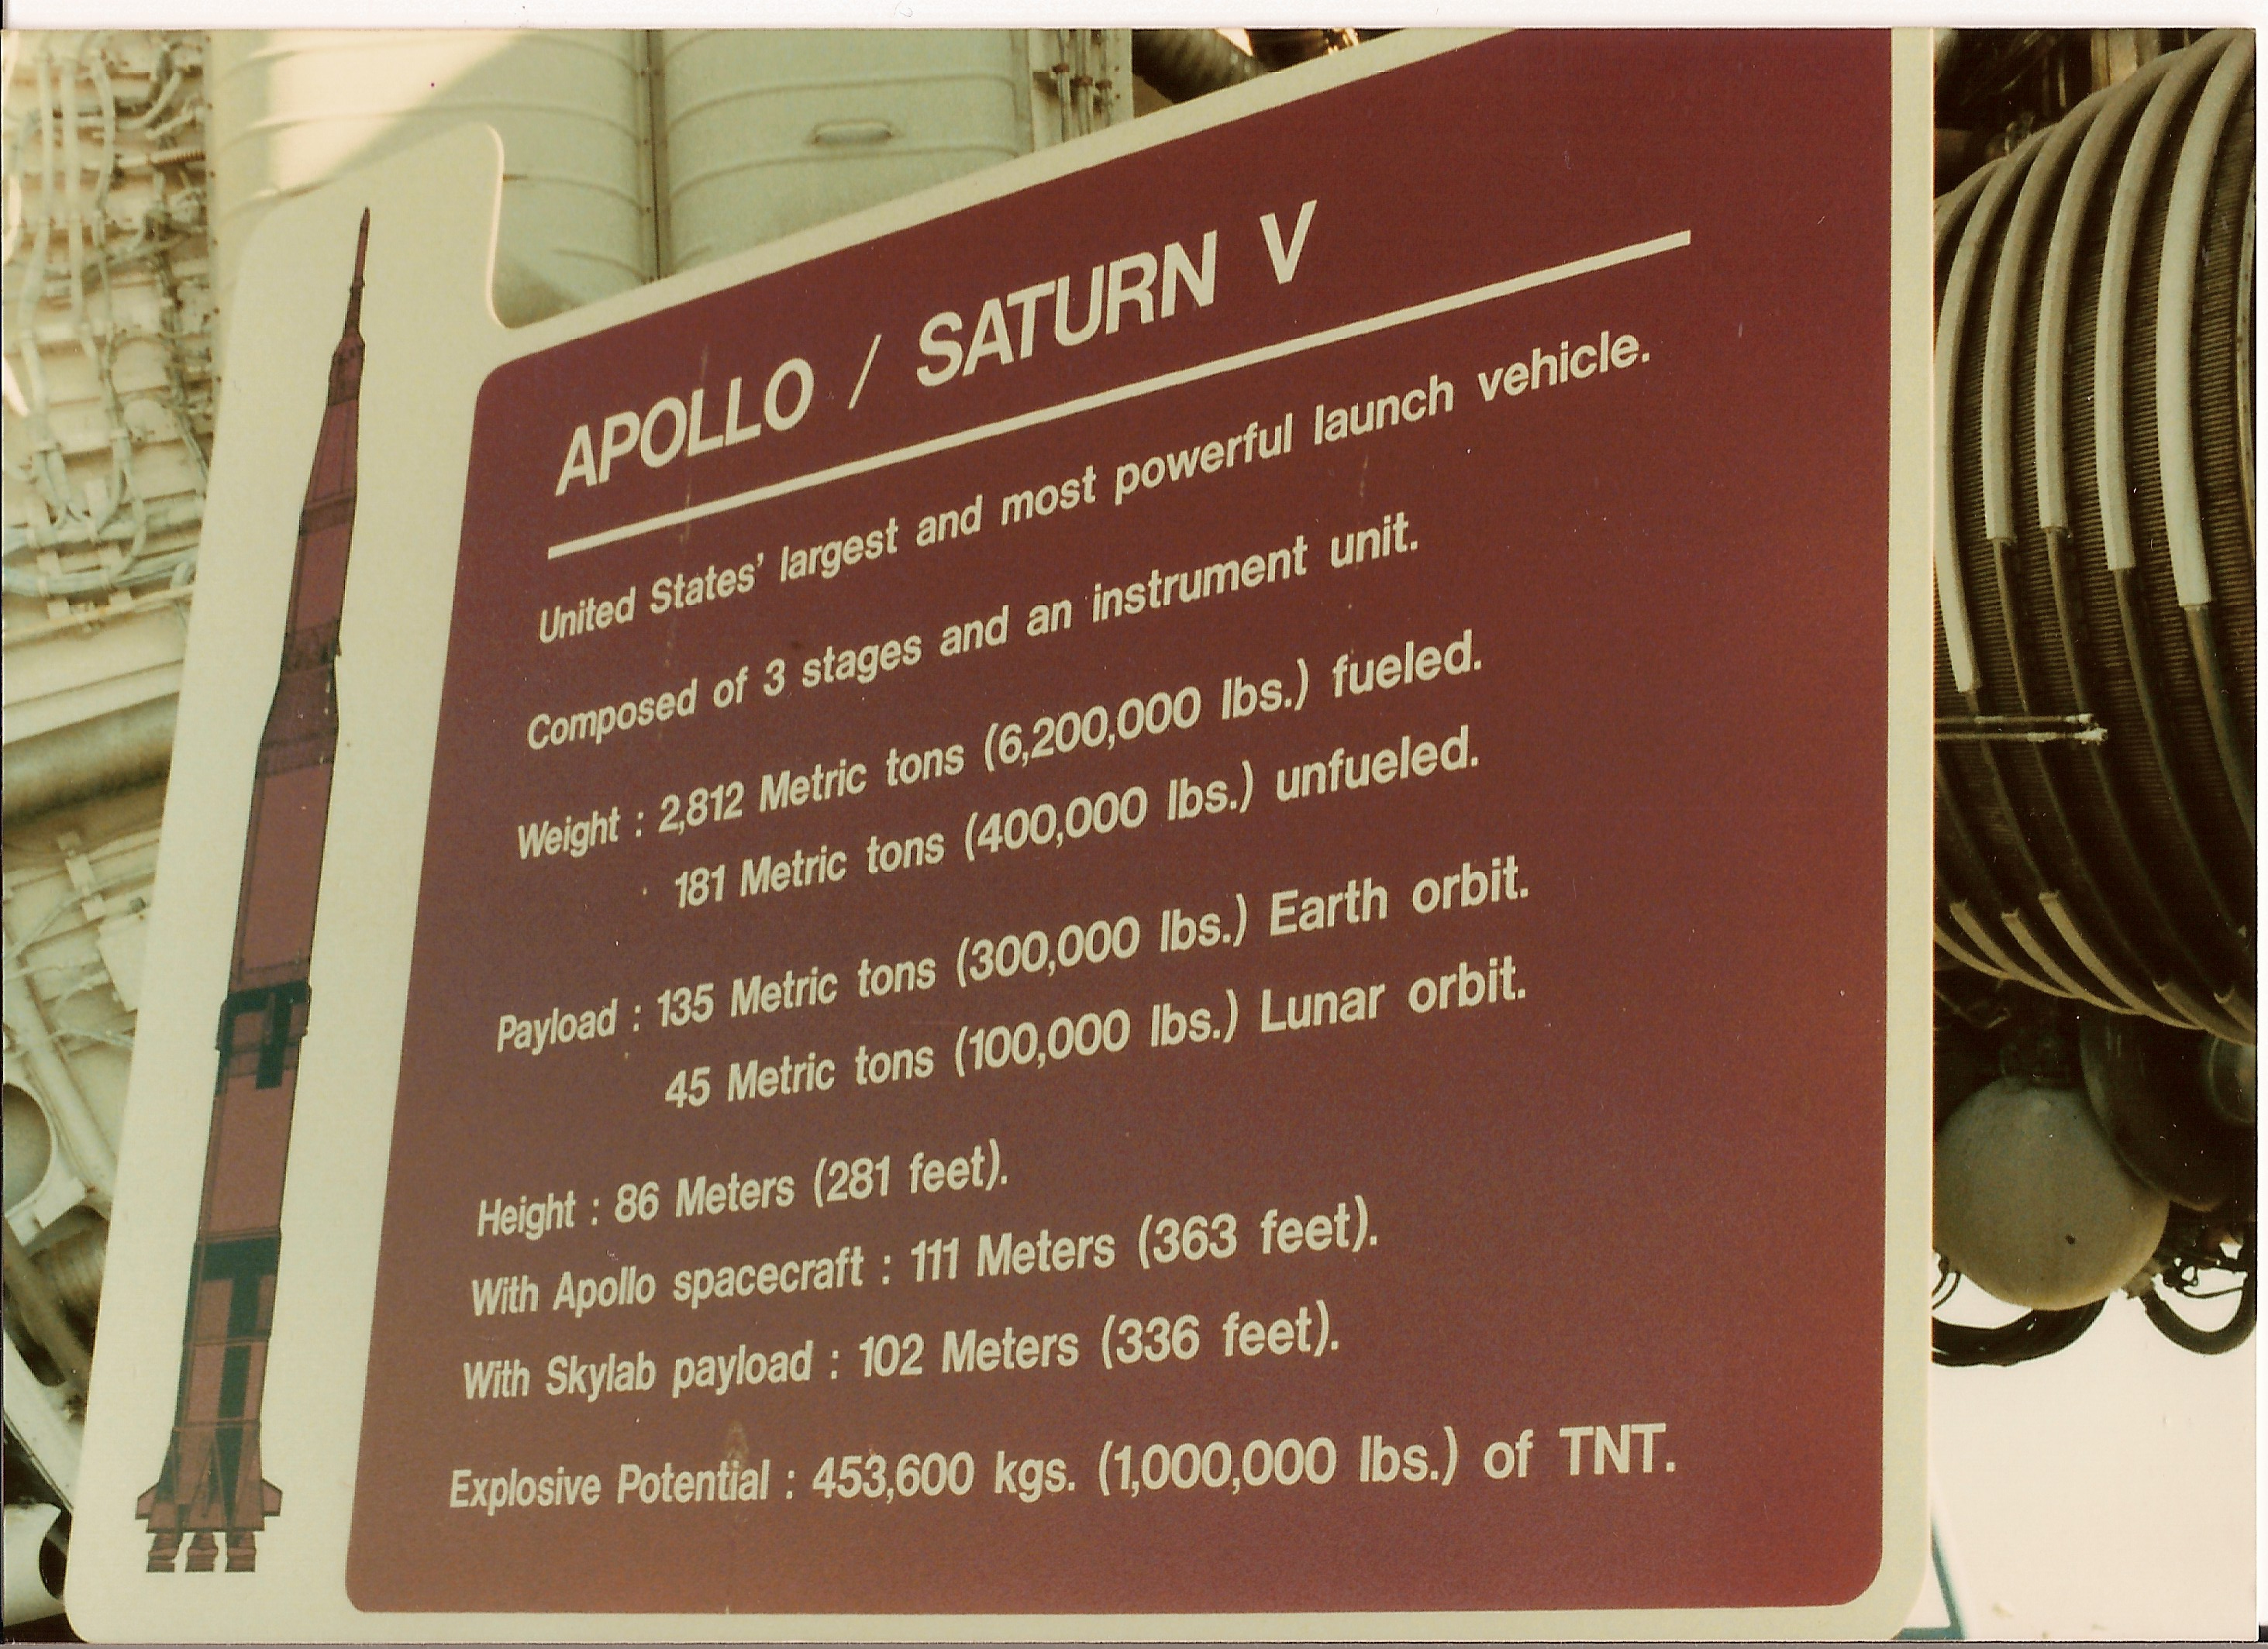 APOLLO / SATURN V
United States' largest and most powerful launch vehicle.
Composed of 3 stages and an instrument unit.
Weight : 2,812 Metric tons (6,200,000 lbs.) fueled.
181 Metric tons (400,000 lbs.) unfueled.
Payload : 135 Metric tons (300,000 lbs.) Earth orbit.
45 Metric tons (100,000 lbs.) Lunar orbit.
Height : 86 Meters (281 feet).
With Apollo spacecraft : 111 Meters (363 feet).
With Skylab payload : 102 Meters (336 feet).
Explosive Potential : 453,600 kgs. (1,000,000 lbs.) of TNT.